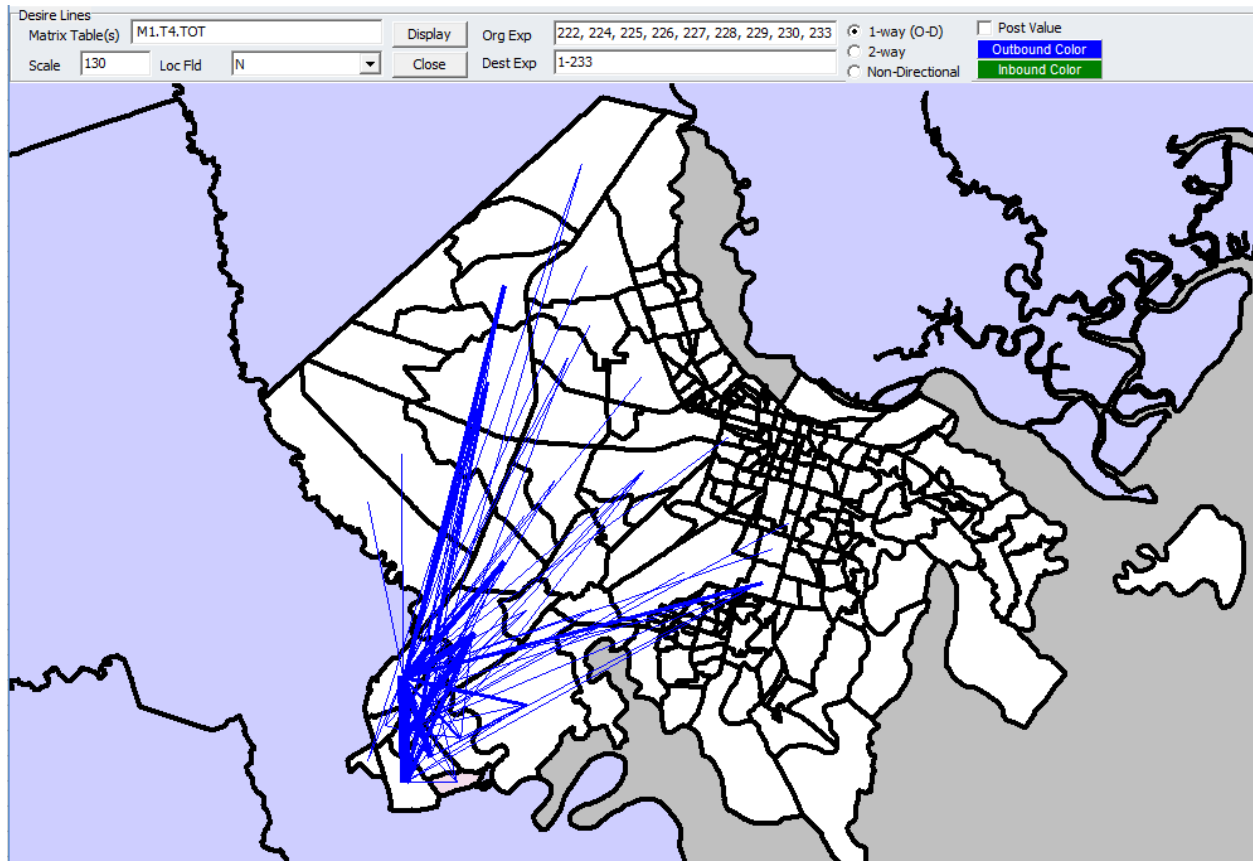 Desire Lines
Matrix Table(s) M1.T4.TOT Display Org Exp 222, 224, 225, 226, 227, 228, 229, 230, 233 1-way (O-D) Post Value
2-way Outbound Color
Scale 130 Loc Fld N Close Dest Exp 1-233 Non-Directional Inbound Color